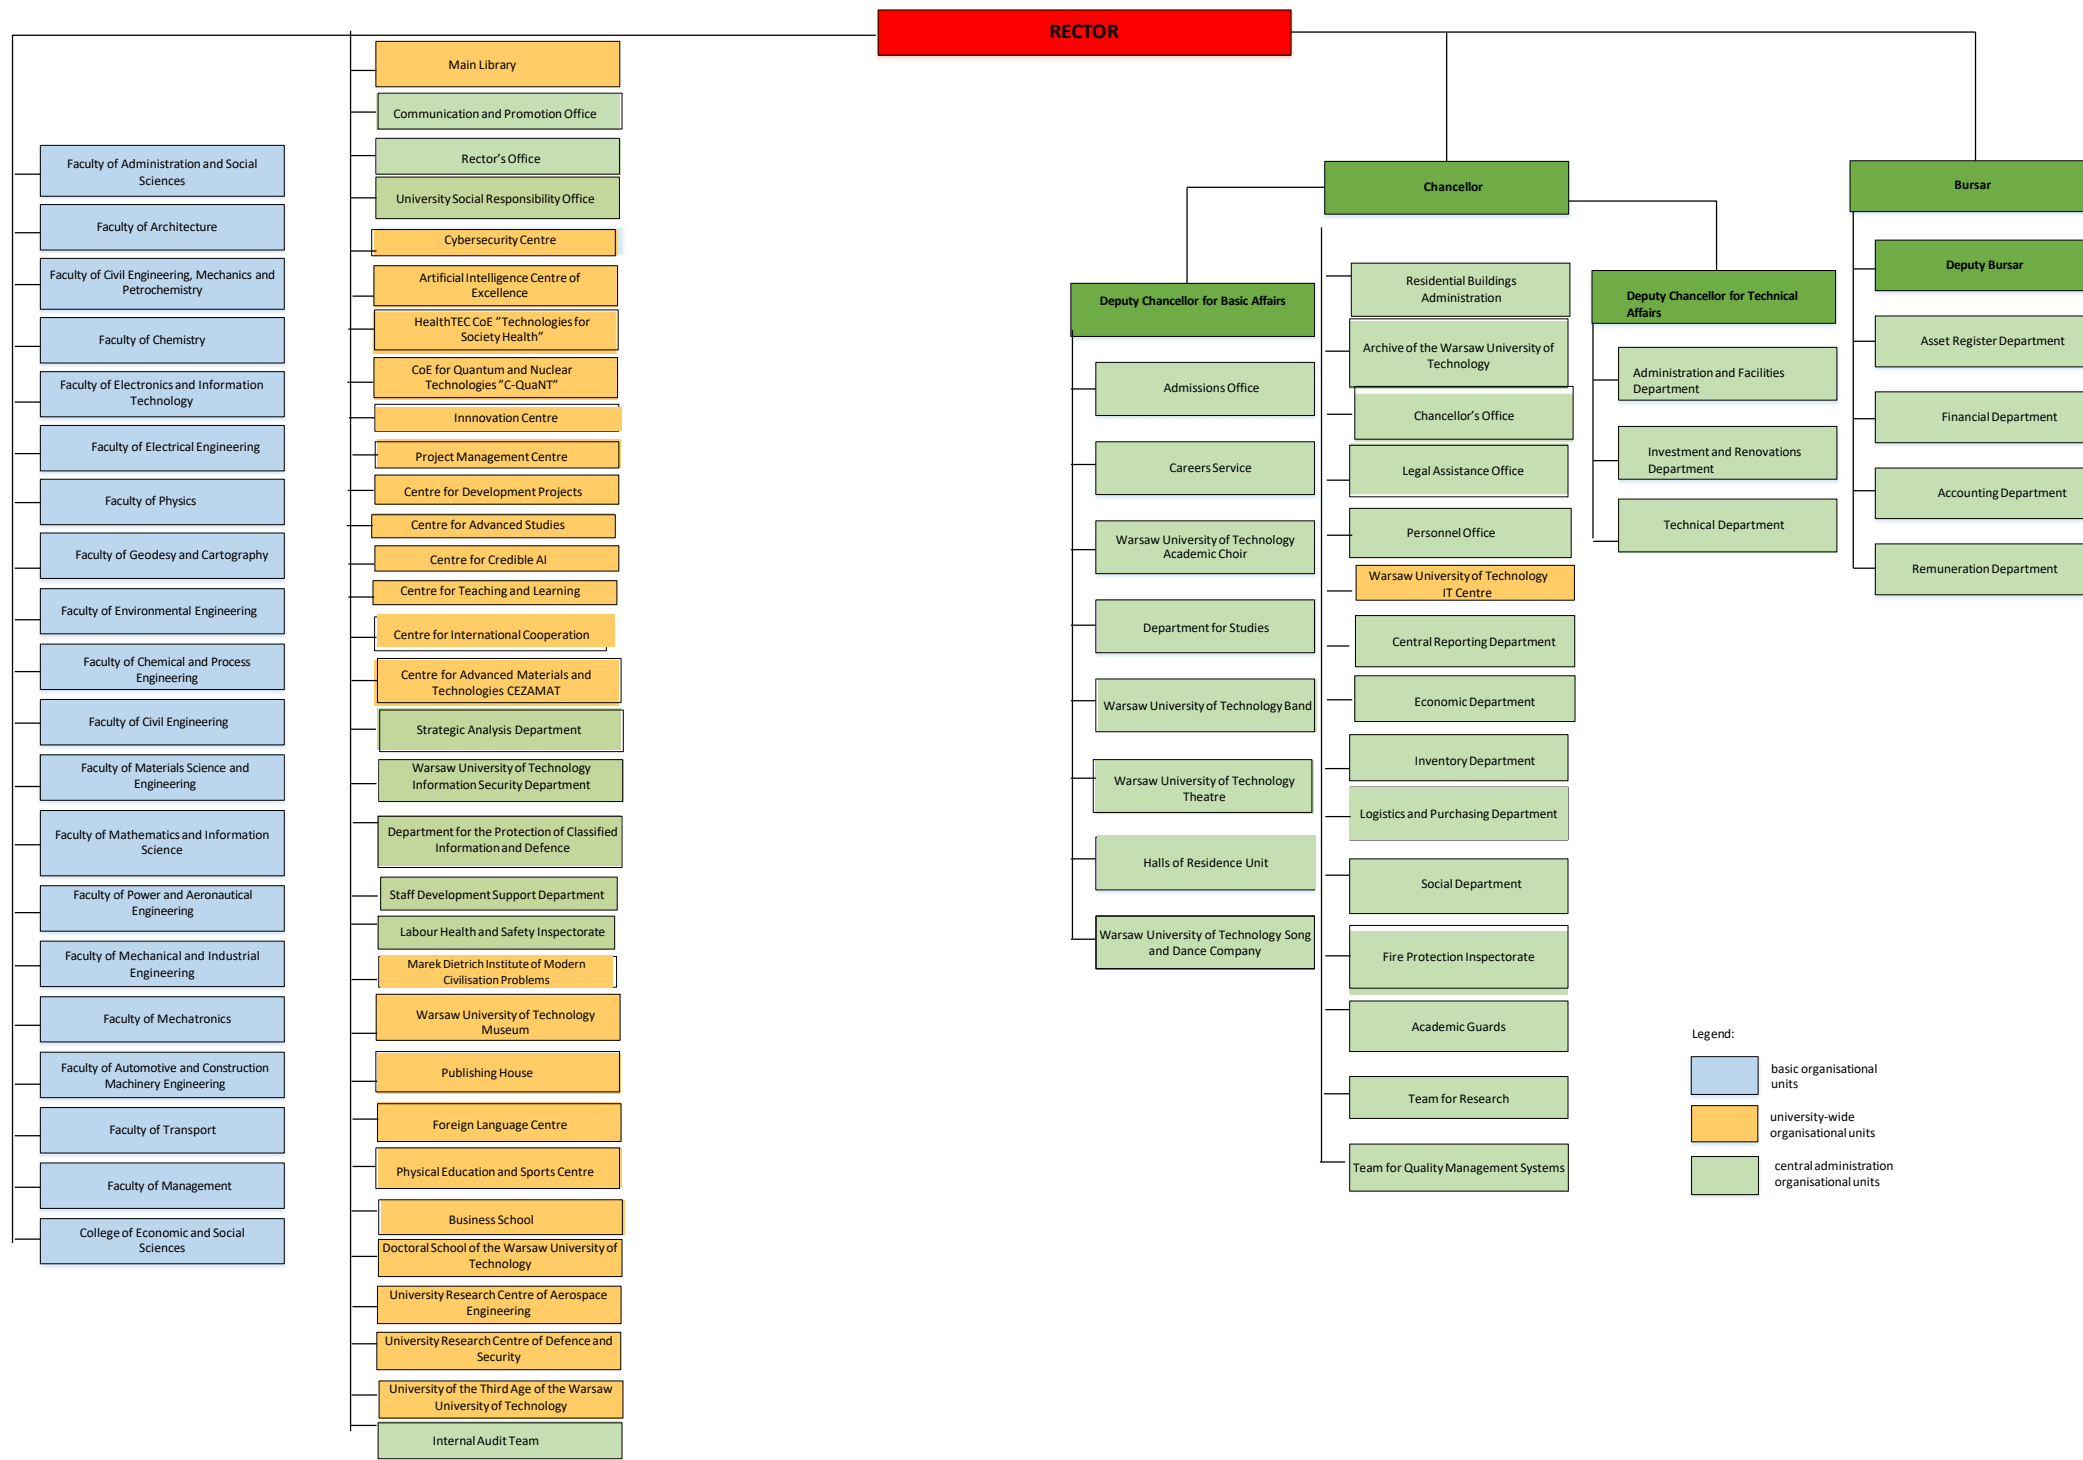 RECTOR
Faculty of Administration and Social
Sciences
Faculty of Architecture
Faculty of Civil Engineering, Mechanics and
Petrochemistry
Faculty of Chemistry
Faculty of Electronics and Information
Technology
Faculty of Electrical Engineering
Faculty of Physics
Faculty of Geodesy and Cartography
Faculty of Environmental Engineering
Faculty of Chemical and Process
Engineering
Faculty of Civil Engineering
Faculty of Materials Science and
Engineering
Faculty of Mathematics and Information
Science
Faculty of Power and Aeronautical
Engineering
Faculty of Mechanical and Industrial
Engineering
Faculty of Mechatronics
Faculty of Automotive and Construction
Machinery Engineering
Faculty of Transport
Faculty of Management
College of Economic and Social
Sciences
Main Library
Communication and Promotion Office
Rector's Office
University Social Responsibility Office
Cybersecurity Centre
Artificial Intelligence Centre of
Excellence
HealthTEC CoE "Technologies for
Society Health"
CoE for Quantum and Nuclear
Technologies "C-QuaNT"
Innnovation Centre
Project Management Centre
Centre for Development Projects
Centre for Advanced Studies
Centre for Credible AI
Centre for Teaching and Learning
Centre for International Cooperation
Centre for Advanced Materials and
Technologies CEZAMAT
Strategic Analysis Department
Warsaw University of Technology
Information Security Department
Department for the Protection of Classified
Information and Defence
Staff Development Support Department
Labour Health and Safety Inspectorate
Marek Dietrich Institute of Modern
Civilisation Problems
Warsaw University of Technology
Museum
Publishing House
Foreign Language Centre
Physical Education and Sports Centre
Business School
Doctoral School of the Warsaw University of
Technology
University Research Centre of Aerospace
Engineering
University Research Centre of Defence and
Security
University of the Third Age of the Warsaw
University of Technology
Internal Audit Team
Chancellor
Deputy Chancellor for Basic Affairs
Admissions Office
Careers Service
Warsaw University of Technology
Academic Choir
Department for Studies
Warsaw University of Technology Band
Warsaw University of Technology
Theatre
Halls of Residence Unit
Warsaw University of Technology Song
and Dance Company
Residential Buildings
Administration
Archive of the Warsaw University of
Technology
Chancellor's Office
Legal Assistance Office
Personnel Office
Warsaw University of Technology
IT Centre
Central Reporting Department
Economic Department
Inventory Department
Logistics and Purchasing Department
Social Department
Fire Protection Inspectorate
Academic Guards
Team for Research
Team for Quality Management Systems
Deputy Chancellor for Technical
Affairs
Administration and Facilities
Department
Investment and Renovations
Department
Technical Department
Bursar
Deputy Bursar
Asset Register Department
Financial Department
Accounting Department
Remuneration Department
Legend:
basic organisational
units
university-wide
organisational units
central administration
organisational units